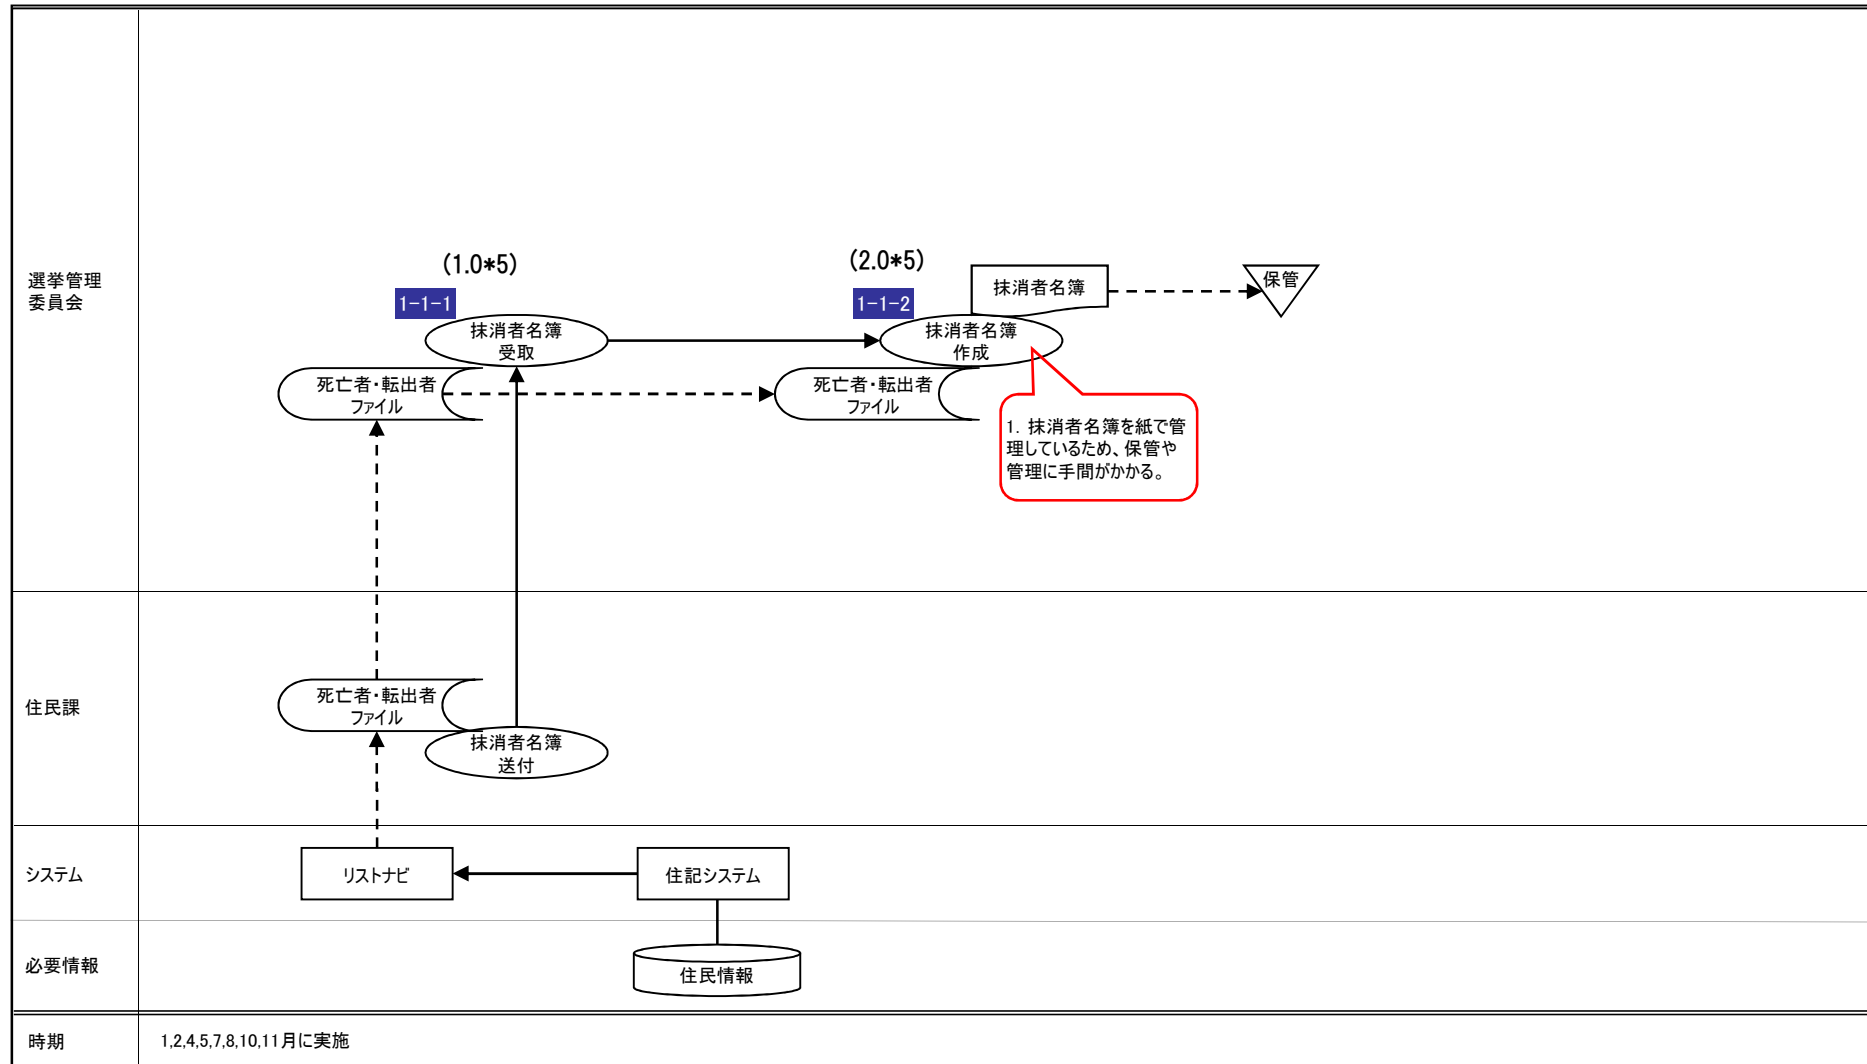 選挙管理
委員会
(1.0*5)
1-1-1
抹消者名簿
受取
死亡者・転出者
ファイル
(2.0*5)
1-1-2
抹消者名簿
作成
抹消者名簿
保管
死亡者・転出者
ファイル
1. 抹消者名簿を紙で管
理しているため、保管や
管理に手間がかかる。
住民課
死亡者・転出者
ファイル
抹消者名簿
送付
システム
リストナビ
住記システム
必要情報
住民情報
時期
1,2,4,5,7,8,10,11月に実施